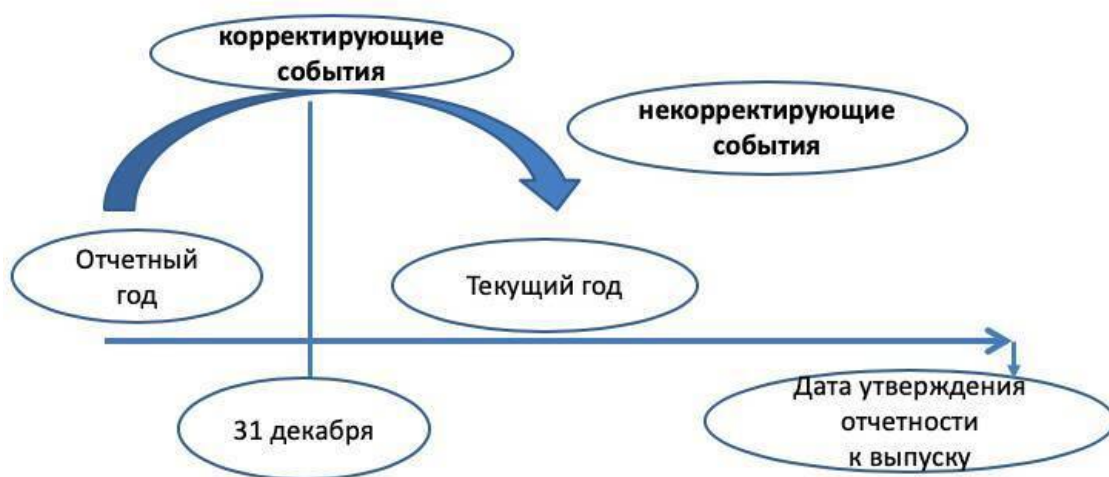 корректирующие
события
некорректирующие
события
Отчетный
год
Текущий год
31 декабря
Дата утверждения
отчетности
к выпуску